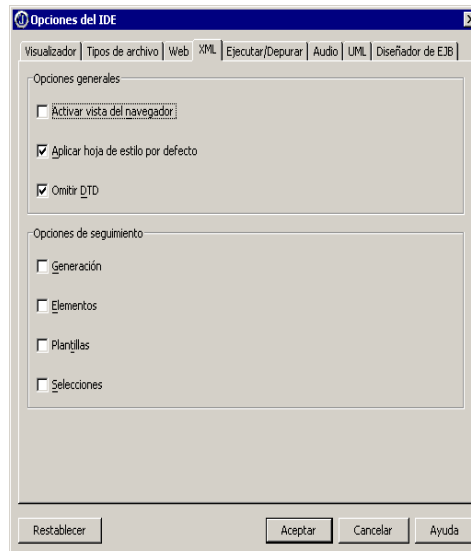 Opciones del IDE
Visualizador Tipos de archivo Web XML Ejecutar/Depurar Audio UML Diseñador de EJB
Opciones generales
Activar vista del navegador
Aplicar hoja de estilo por defecto
Omitir DTD
Opciones de seguimiento
Generación
Elementos
Plantillas
Selecciones
Restablecer Aceptar Cancelar Ayuda